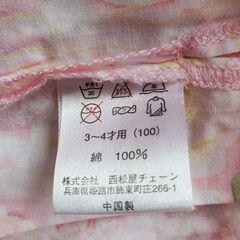 3～4才用（100）
綿　100%
株式会社　西松屋チェーン
兵庫県姫路市飾東町庄266-1
中国製